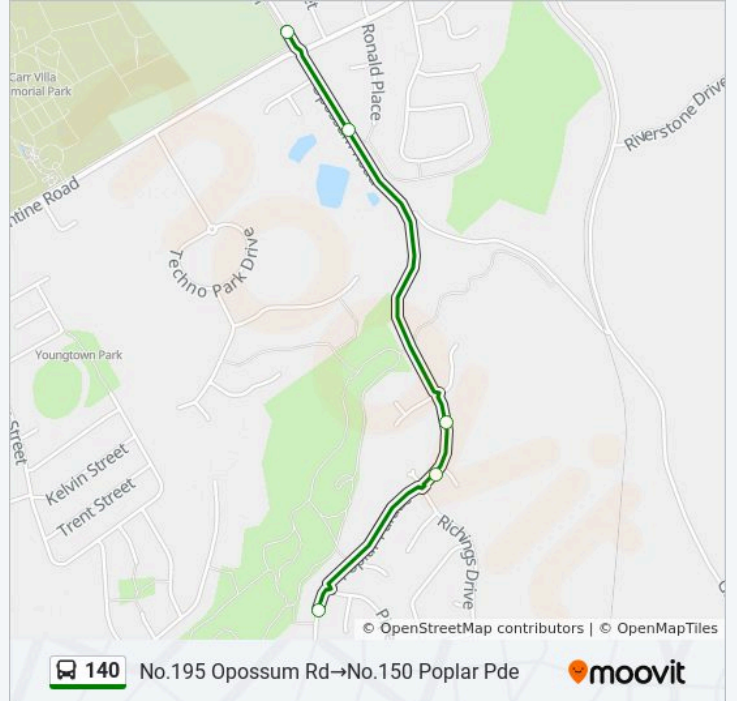 Ronald Place
Carr Villa
morial Park
Riverstone Drive
ntine Road
Techno Park Drive
Youngtown Park
Street
Kelvin Street
Trent Street
Richings Drive
© OpenStreetMap contributors | © OpenMapTiles
140 No.195 Opossum Rd→No.150 Poplar Pde moovit